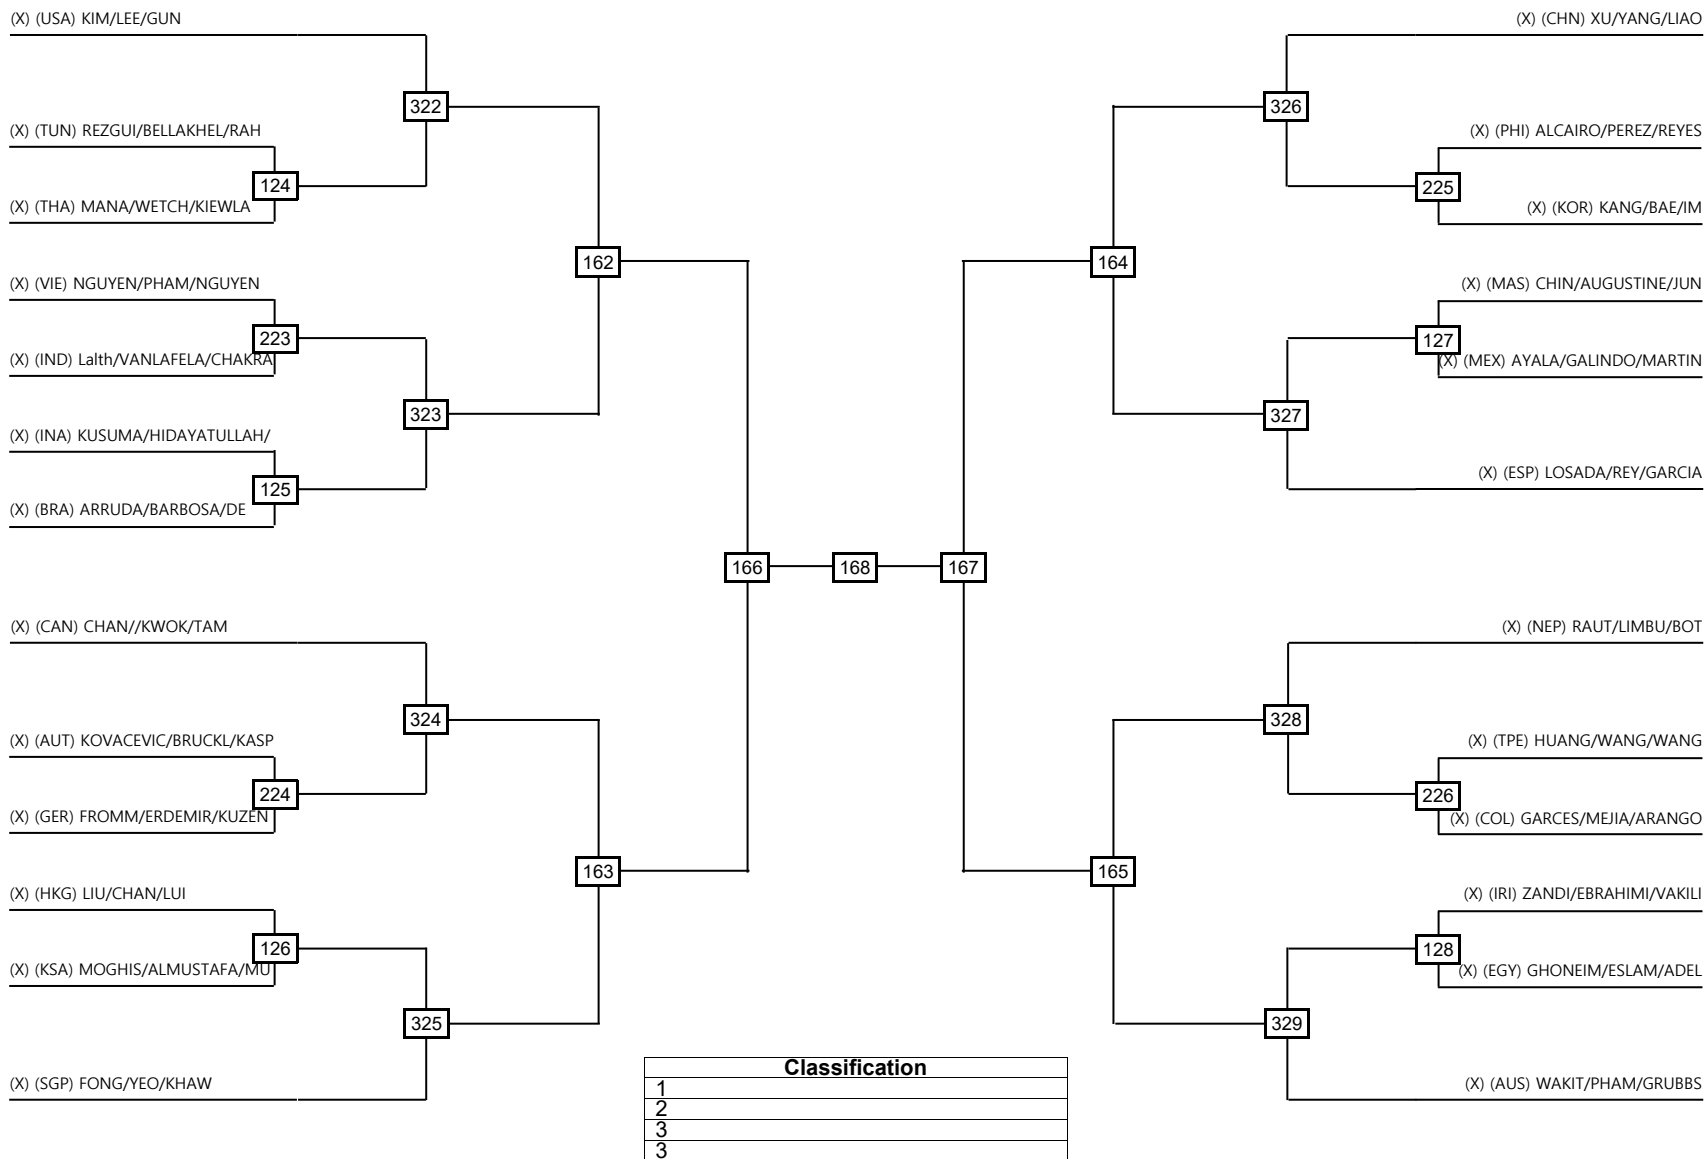 (X) (USA) KIM/LEE/GUN
322
(X) (TUN) REZGUI/BELLAKHEL/RAH
124
(X) (THA) MANA/WETCH/KIEWLA
162
(X) (VIE) NGUYEN/PHAM/NGUYEN
223
(X) (IND) Lalth/VANLAFELA/CHAKRA
323
(X) (INA) KUSUMA/HIDAYATULLAH/
125
(X) (BRA) ARRUDA/BARBOSA/DE
166
168
167
(X) (CAN) CHAN//KWOK/TAM
324
(X) (AUT) KOVACEVIC/BRUCKL/KASP
224
(X) (GER) FROMM/ERDEMIR/KUZEN
163
(X) (HKG) LIU/CHAN/LUI
126
(X) (KSA) MOGHIS/ALMUSTAFA/MU
325
(X) (SGP) FONG/YEO/KHAW
(X) (CHN) XU/YANG/LIAO
326
(X) (PHI) ALCAIRO/PEREZ/REYES
225
(X) (KOR) KANG/BAE/IM
164
(X) (MAS) CHIN/AUGUSTINE/JUN
127
(X) (MEX) AYALA/GALINDO/MARTIN
327
(X) (ESP) LOSADA/REY/GARCIA
(X) (NEP) RAUT/LIMBU/BOT
328
(X) (TPE) HUANG/WANG/WANG
226
(X) (COL) GARCES/MEJIA/ARANGO
165
(X) (IRI) ZANDI/EBRAHIMI/VAKILI
128
(X) (EGY) GHONEIM/ESLAM/ADEL
329
(X) (AUS) WAKIT/PHAM/GRUBBS
Classification
1
2
3
3